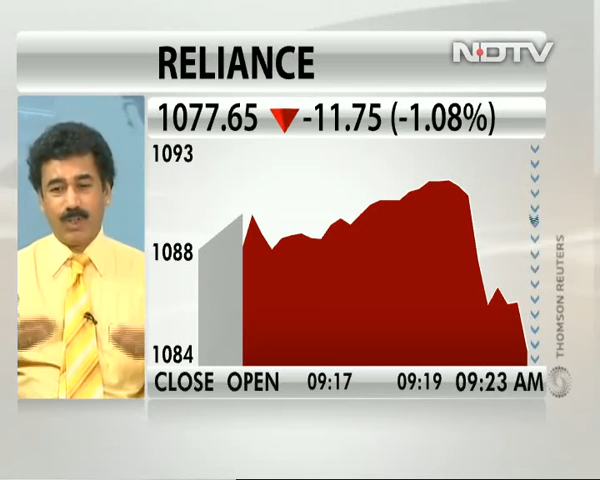 NDTV
RELIANCE
1077.65 -11.75 (-1.08%)
1093
1088
1084
CLOSE OPEN 09:17 09:19 09:23 AM
THOMSON REUTERS